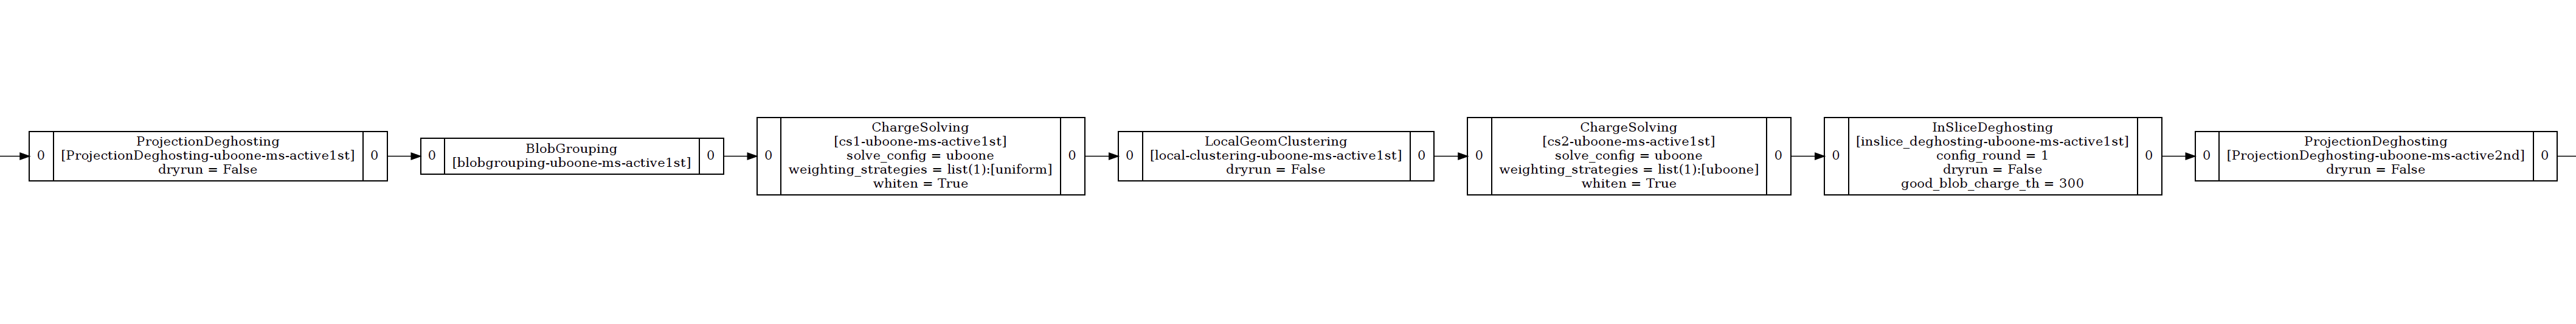 0
ProjectionDeghosting
[ProjectionDeghosting-uboone-ms-active1st]
dryrun = False
0
0
BlobGrouping
[blobgrouping-uboone-ms-active1st]
0
0
ChargeSolving
[cs1-uboone-ms-active1st]
solve_config = uboone
weighting_strategies = list(1):[uniform]
whiten = True
0
0
LocalGeomClustering
[local-clustering-uboone-ms-active1st]
dryrun = False
0
0
ChargeSolving
[cs2-uboone-ms-active1st]
solve_config = uboone
weighting_strategies = list(1):[uboone]
whiten = True
0
0
InSliceDeghosting
[inslice_deghosting-uboone-ms-active1st]
config_round = 1
dryrun = False
good_blob_charge_th = 300
0
0
ProjectionDeghosting
[ProjectionDeghosting-uboone-ms-active2nd]
dryrun = False
0